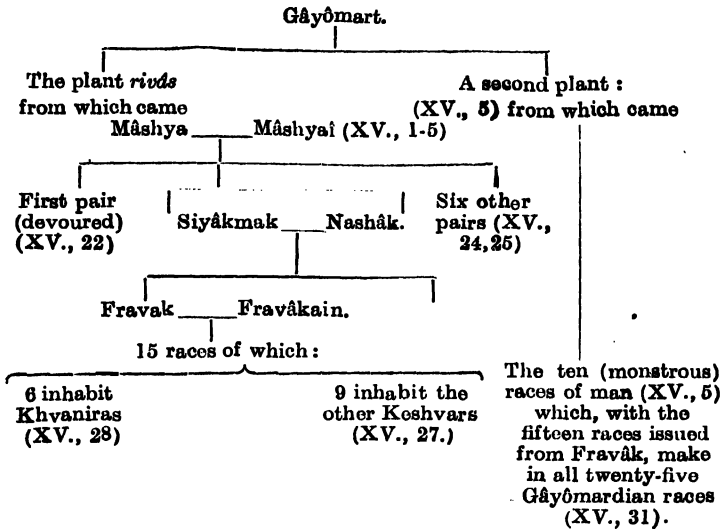 Gâyômart.
The plant rivâs
from which came
A second plant :
(XV., 5) from which came
Mâshya Mâshyaî (XV., 1-5)
First pair
(devoured)
(XV., 22)
Siyâkmak Nashâk.
Six other
pairs (XV.,
24,25)
Fravak Fravâkain.
15 races of which :
6 inhabit
Khvaniras
(XV., 28)
9 inhabit the
other Keshvars
(XV., 27.)
The ten (monstrous)
races of man (XV., 5)
which, with the
fifteen races issued
from Fravâk, make
in all twenty-five
Gâyômardian races
(XV., 31).